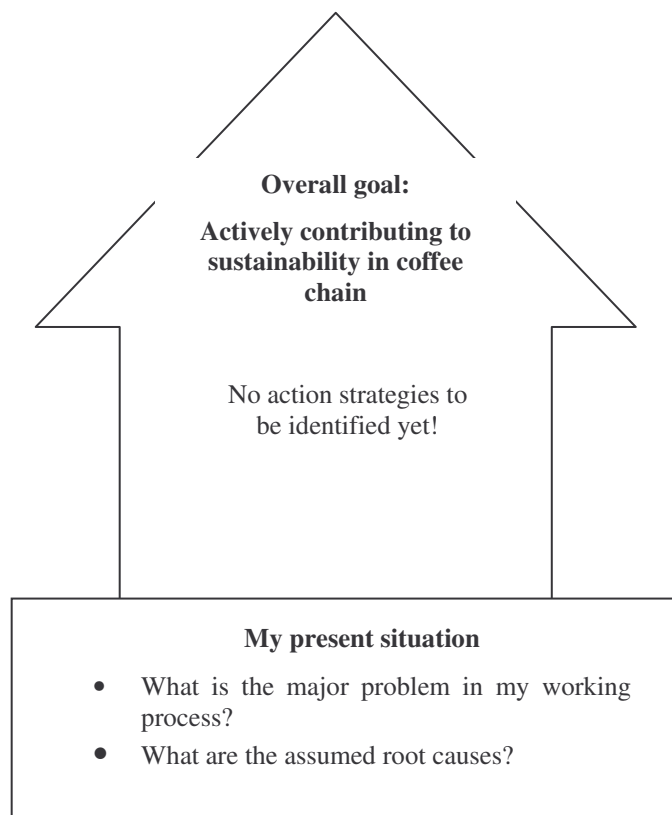 Overall goal:
Actively contributing to
sustainability in coffee
chain
No action strategies to
be identified yet!
My present situation
• What is the major problem in my working
process?
• What are the assumed root causes?